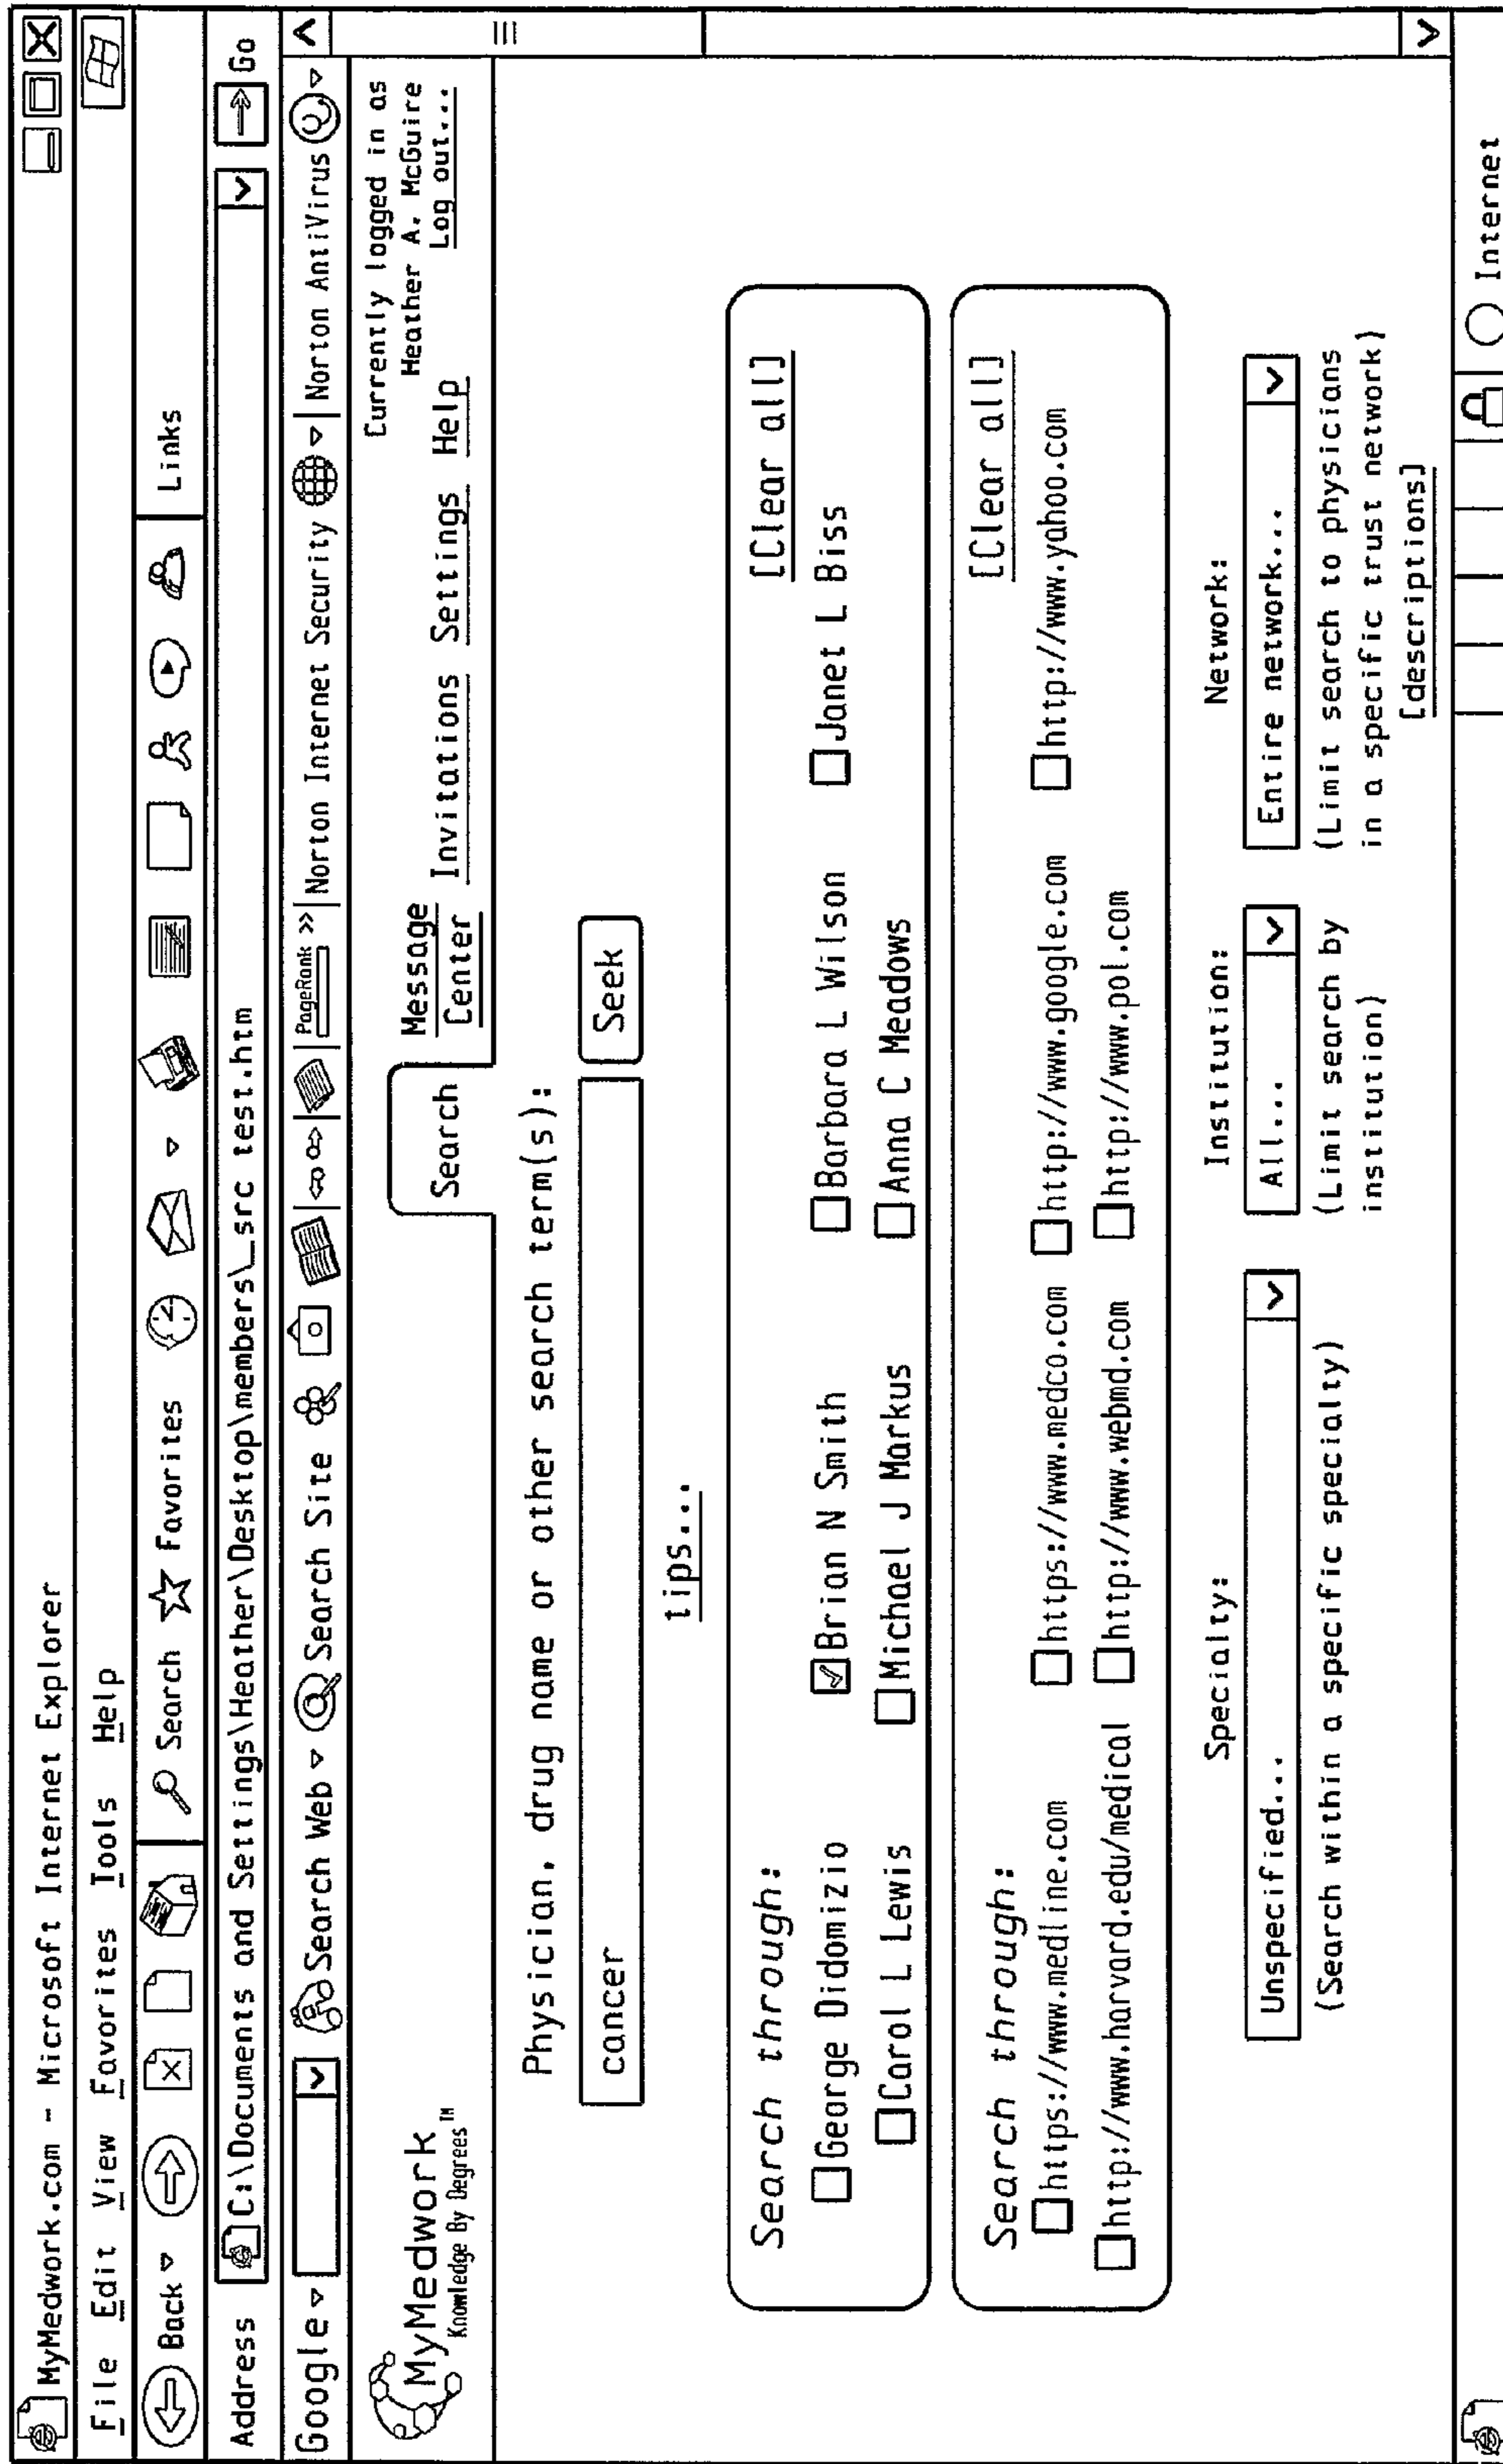 MyMedwork.com - Microsoft Internet Explorer
File Edit View Favorites Tools Help
Back Search Favorites Links
Address C:\Documents and Settings\Heather\Desktop\members\_src test.htm Go
Google Search Web Search Site PageRank >> Norton Internet Security Norton AntiVirus
MyMedwork
Knowledge By Degrees™
Search
Message Center
Invitations
Settings
Help
Currently logged in as
Heather A. McGuire
Log out...
Physician, drug name or other search term(s):
cancer Seek
tips...
Search through: [Clear all]
George Didomizio Brian N Smith Barbara L Wilson Janet L Biss
Carol L Lewis Michael J Markus Anna C Meadows
Search through: [Clear all]
https://www.medline.com https://www.medco.com http://www.google.com http://www.yahoo.com
http://www.harvard.edu/medical http://www.webmd.com http://www.pol.com
Specialty: Institution: Network:
Unspecified... All... Entire network...
(Search within a specific specialty) (Limit search by institution) (Limit search to physicians in a specific trust network)
[descriptions]
Internet